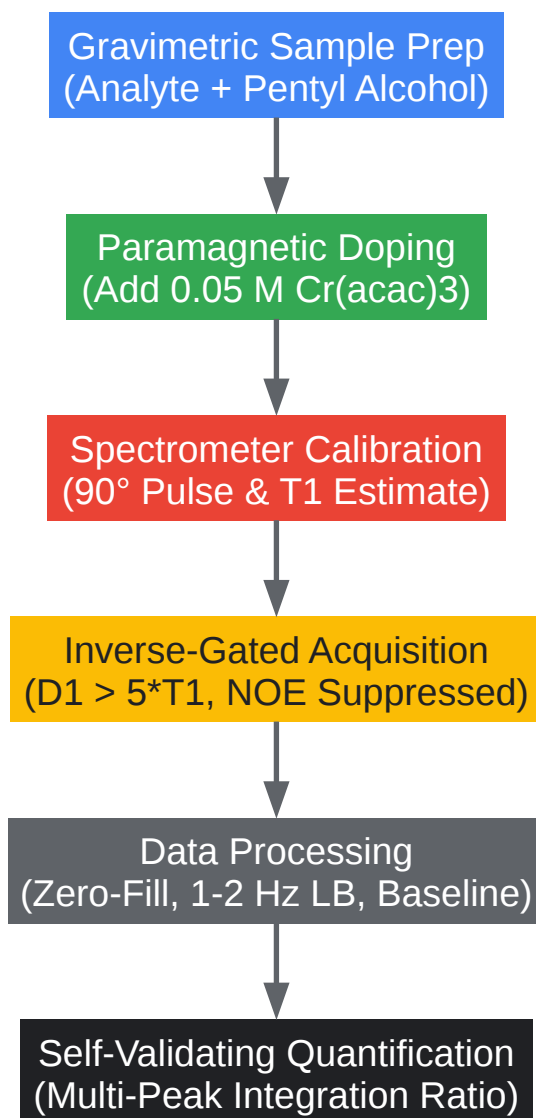 Gravimetric Sample Prep
(Analyte + Pentyl Alcohol)
Paramagnetic Doping
(Add 0.05 M Cr(acac)3)
Spectrometer Calibration
(90° Pulse & T1 Estimate)
Inverse-Gated Acquisition
(D1 > 5*T1, NOE Suppressed)
Data Processing
(Zero-Fill, 1-2 Hz LB, Baseline)
Self-Validating Quantification
(Multi-Peak Integration Ratio)